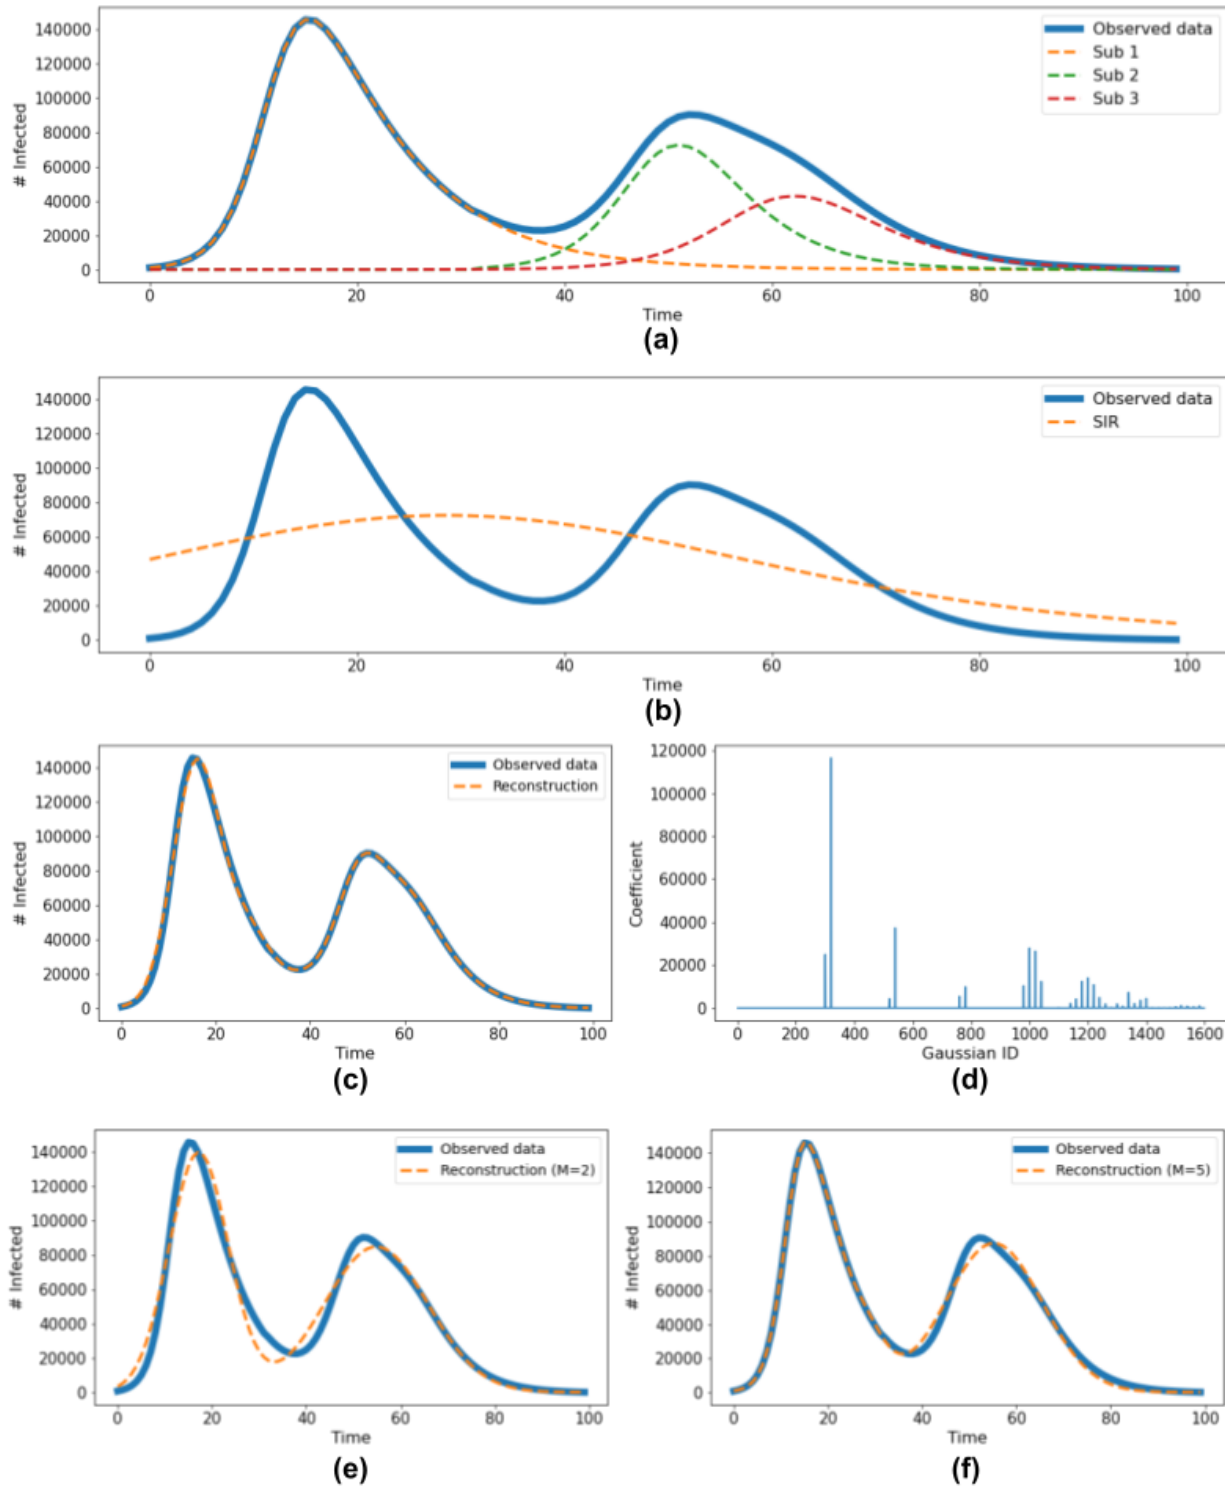 140000
120000
100000
80000
60000
40000
20000
0
# Infected
Observed data
Sub 1
Sub 2
Sub 3
0 20 40 60 80 100
Time
(a)
140000
120000
100000
80000
60000
40000
20000
0
# Infected
Observed data
SIR
0 20 40 60 80 100
Time
(b)
140000
120000
100000
80000
60000
40000
20000
0
# Infected
Observed data
Reconstruction
0 20 40 60 80 100
Time
(c)
120000
100000
80000
60000
40000
20000
0
Coefficient
0 200 400 600 800 1000 1200 1400 1600
Gaussian ID
(d)
140000
120000
100000
80000
60000
40000
20000
0
# Infected
Observed data
Reconstruction (M=2)
0 20 40 60 80 100
Time
(e)
140000
120000
100000
80000
60000
40000
20000
0
# Infected
Observed data
Reconstruction (M=5)
0 20 40 60 80 100
Time
(f)